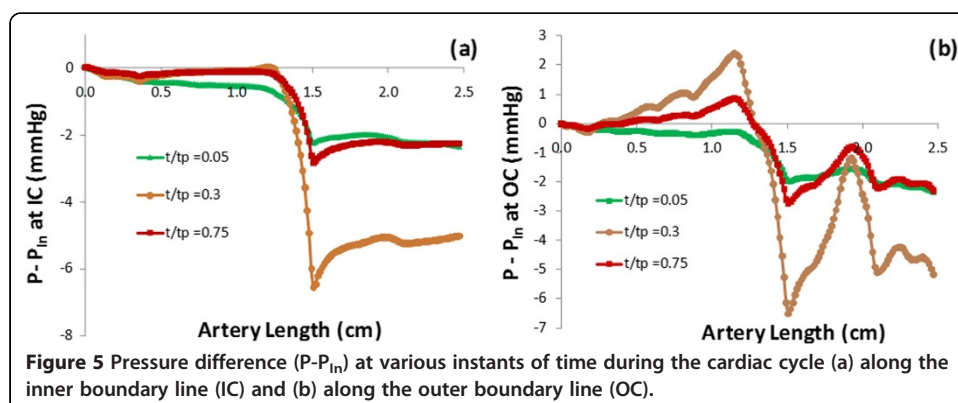 (a)
0
0.0
0.5
1.0
1.5
2.0
2.5
-2
-4
-6
-8
P - P_In at IC (mmHg)
t/tp =0.05
t/tp =0.3
t/tp =0.75
Artery Length (cm)
(b)
3
2
1
0
-1
-2
-3
-4
-5
-6
-7
0.0
0.5
1.0
1.5
2.0
2.5
P - P_In at OC (mmHg)
t/tp =0.05
t/tp =0.3
t/tp =0.75
Artery Length (cm)
Figure 5 Pressure difference (P-P_In) at various instants of time during the cardiac cycle (a) along the
inner boundary line (IC) and (b) along the outer boundary line (OC).